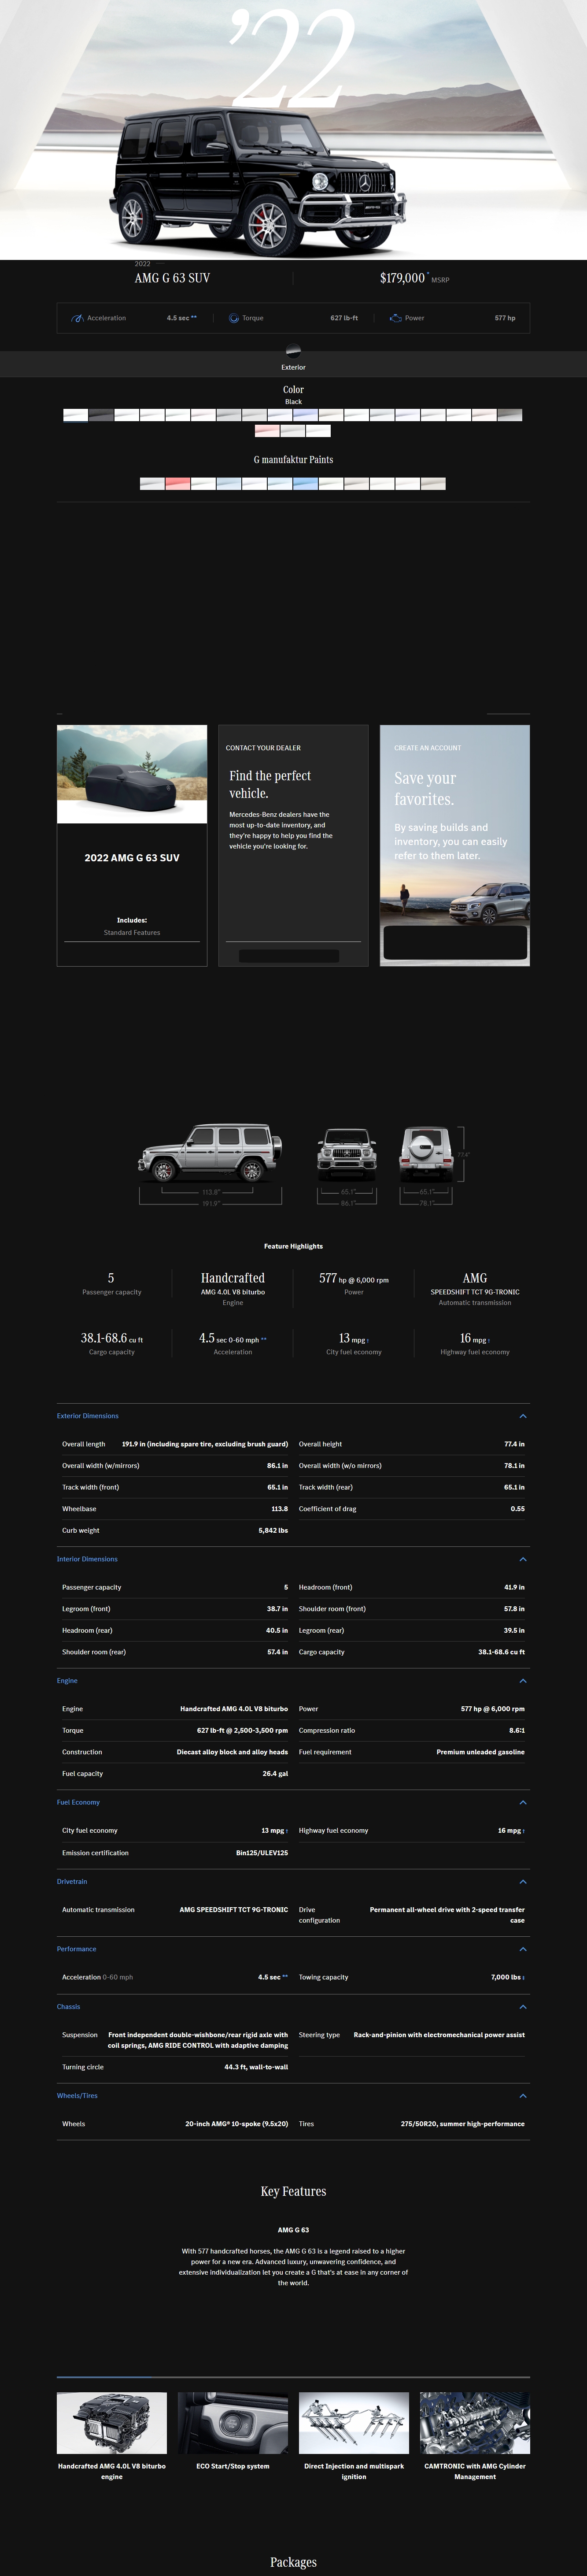 ’22
2022
AMG G 63 SUV
$179,000* MSRP
Acceleration 4.5 sec **
Torque 627 lb-ft
Power 577 hp
Exterior
Color
Black
G manufaktur Paints
2022 AMG G 63 SUV
Includes:
Standard Features
CONTACT YOUR DEALER
Find the perfect
vehicle.
Mercedes-Benz dealers have the
most up-to-date inventory, and
they're happy to help you find the
vehicle you're looking for.
CREATE AN ACCOUNT
Save your
favorites.
By saving builds and
inventory, you can easily
refer to them later.
77.4"
113.8" 65.1" 65.1"
191.9" 86.1" 78.1"
Feature Highlights
5
Passenger capacity
Handcrafted
AMG 4.0L V8 biturbo
Engine
577 hp @ 6,000 rpm
Power
AMG
SPEEDSHIFT TCT 9G-TRONIC
Automatic transmission
38.1-68.6 cu ft
Cargo capacity
4.5 sec 0-60 mph **
Acceleration
13 mpg †
City fuel economy
16 mpg †
Highway fuel economy
Exterior Dimensions
Overall length 191.9 in (including spare tire, excluding brush guard)
Overall height 77.4 in
Overall width (w/mirrors) 86.1 in
Overall width (w/o mirrors) 78.1 in
Track width (front) 65.1 in
Track width (rear) 65.1 in
Wheelbase 113.8
Coefficient of drag 0.55
Curb weight 5,842 lbs
Interior Dimensions
Passenger capacity 5
Headroom (front) 41.9 in
Legroom (front) 38.7 in
Shoulder room (front) 57.8 in
Headroom (rear) 40.5 in
Legroom (rear) 39.5 in
Shoulder room (rear) 57.4 in
Cargo capacity 38.1-68.6 cu ft
Engine
Engine Handcrafted AMG 4.0L V8 biturbo
Power 577 hp @ 6,000 rpm
Torque 627 lb-ft @ 2,500-3,500 rpm
Compression ratio 8.6:1
Construction Diecast alloy block and alloy heads
Fuel requirement Premium unleaded gasoline
Fuel capacity 26.4 gal
Fuel Economy
City fuel economy 13 mpg †
Highway fuel economy 16 mpg †
Emission certification Bin125/ULEV125
Drivetrain
Automatic transmission AMG SPEEDSHIFT TCT 9G-TRONIC
Drive configuration Permanent all-wheel drive with 2-speed transfer
case
Performance
Acceleration 0-60 mph 4.5 sec **
Towing capacity 7,000 lbs ‡
Chassis
Suspension Front independent double-wishbone/rear rigid axle with
coil springs, AMG RIDE CONTROL with adaptive damping
Steering type Rack-and-pinion with electromechanical power assist
Turning circle 44.3 ft, wall-to-wall
Wheels/Tires
Wheels 20-inch AMG® 10-spoke (9.5x20)
Tires 275/50R20, summer high-performance
Key Features
AMG G 63
With 577 handcrafted horses, the AMG G 63 is a legend raised to a higher
power for a new era. Advanced luxury, unwavering confidence, and
extensive individualization let you create a G that's at ease in any corner of
the world.
Handcrafted AMG 4.0L V8 biturbo
engine
ECO Start/Stop system
Direct Injection and multispark
ignition
CAMTRONIC with AMG Cylinder
Management
Packages